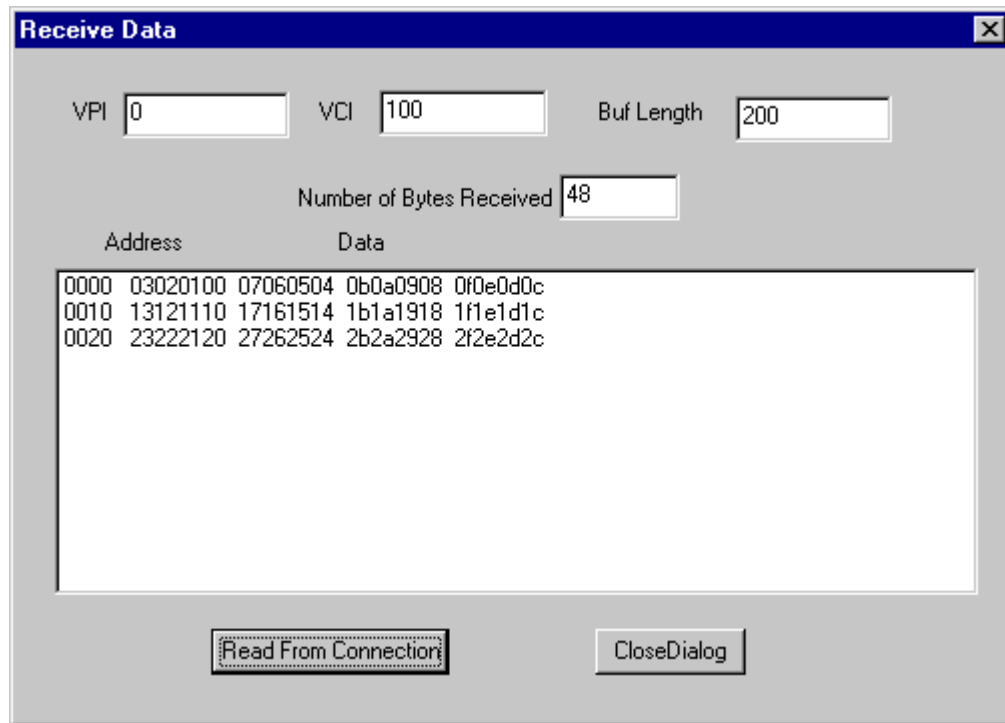 Receive Data
VPI 0 VCI 100 Buf Length 200
Number of Bytes Received 48
Address Data
0000 03020100 07060504 0b0a0908 0f0e0d0c
0010 13121110 17161514 1b1a1918 1f1e1d1c
0020 23222120 27262524 2b2a2928 2f2e2d2c
Read From Connection CloseDialog